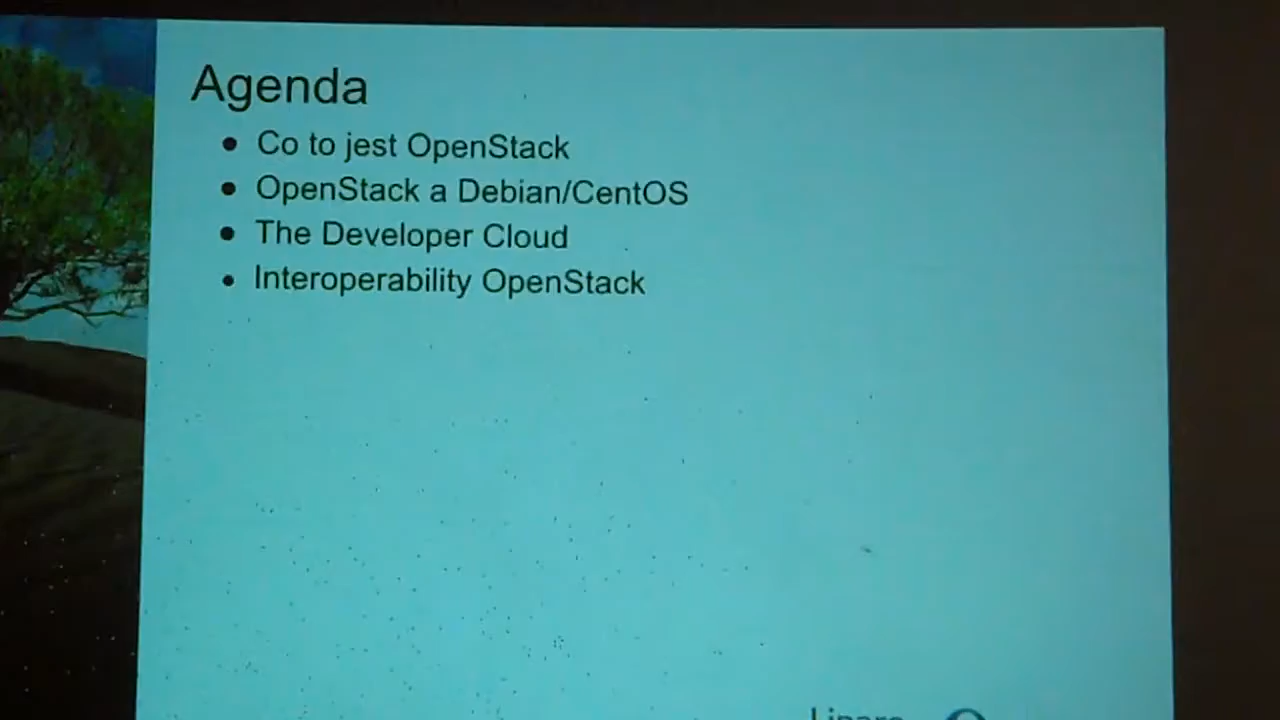 Agenda
• Co to jest OpenStack
• OpenStack a Debian/CentOS
• The Developer Cloud
• Interoperability OpenStack